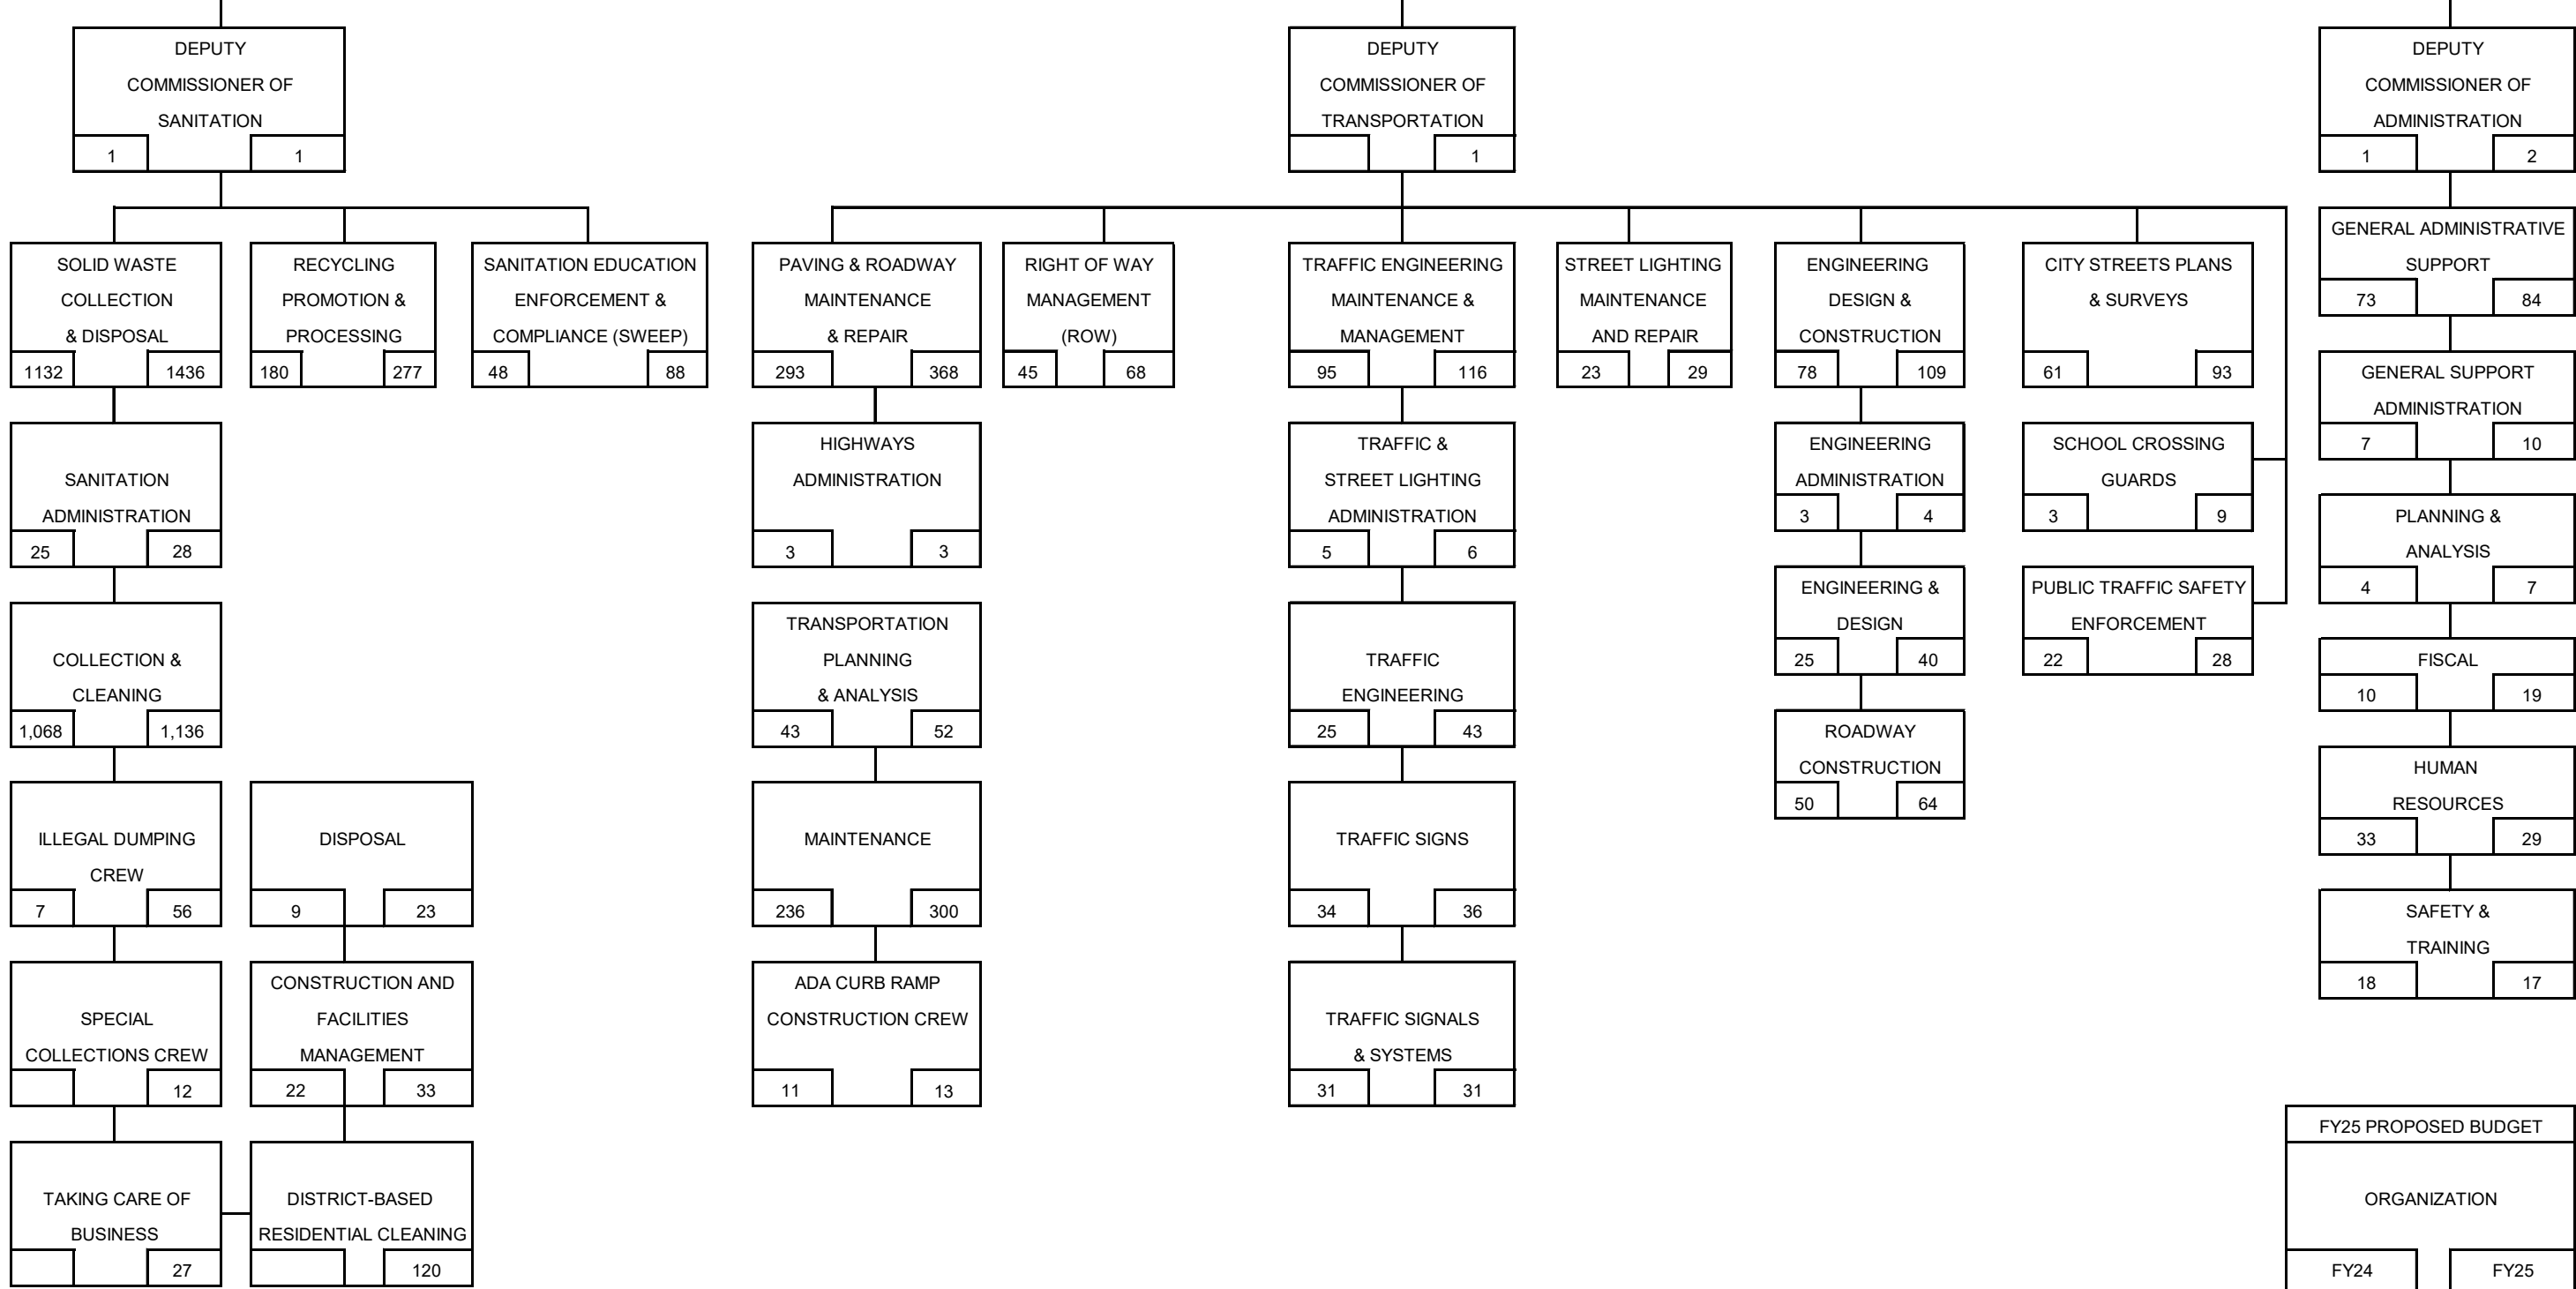 DEPUTY
COMMISSIONER OF
SANITATION
1 1
DEPUTY
COMMISSIONER OF
TRANSPORTATION
1
DEPUTY
COMMISSIONER OF
ADMINISTRATION
1 2
SOLID WASTE
COLLECTION
& DISPOSAL
1132 1436
RECYCLING
PROMOTION &
PROCESSING
180 277
SANITATION EDUCATION
ENFORCEMENT &
COMPLIANCE (SWEEP)
48 88
PAVING & ROADWAY
MAINTENANCE
& REPAIR
293 368
RIGHT OF WAY
MANAGEMENT
(ROW)
45 68
TRAFFIC ENGINEERING
MAINTENANCE &
MANAGEMENT
95 116
STREET LIGHTING
MAINTENANCE
AND REPAIR
23 29
ENGINEERING
DESIGN &
CONSTRUCTION
78 109
CITY STREETS PLANS
& SURVEYS
61 93
GENERAL ADMINISTRATIVE
SUPPORT
73 84
GENERAL SUPPORT
ADMINISTRATION
7 10
SANITATION
ADMINISTRATION
25 28
HIGHWAYS
ADMINISTRATION
3 3
TRAFFIC &
STREET LIGHTING
ADMINISTRATION
5 6
ENGINEERING
ADMINISTRATION
3 4
SCHOOL CROSSING
GUARDS
3 9
PLANNING &
ANALYSIS
4 7
COLLECTION &
CLEANING
1,068 1,136
TRANSPORTATION
PLANNING
& ANALYSIS
43 52
TRAFFIC
ENGINEERING
25 43
ENGINEERING &
DESIGN
25 40
PUBLIC TRAFFIC SAFETY
ENFORCEMENT
22 28
FISCAL
10 19
ROADWAY
CONSTRUCTION
50 64
HUMAN
RESOURCES
33 29
ILLEGAL DUMPING
CREW
7 56
DISPOSAL
9 23
MAINTENANCE
236 300
TRAFFIC SIGNS
34 36
SAFETY &
TRAINING
18 17
SPECIAL
COLLECTIONS CREW
12
CONSTRUCTION AND
FACILITIES
MANAGEMENT
22 33
ADA CURB RAMP
CONSTRUCTION CREW
11 13
TRAFFIC SIGNALS
& SYSTEMS
31 31
TAKING CARE OF
BUSINESS
27
DISTRICT-BASED
RESIDENTIAL CLEANING
120
FY25 PROPOSED BUDGET
ORGANIZATION
FY24 FY25